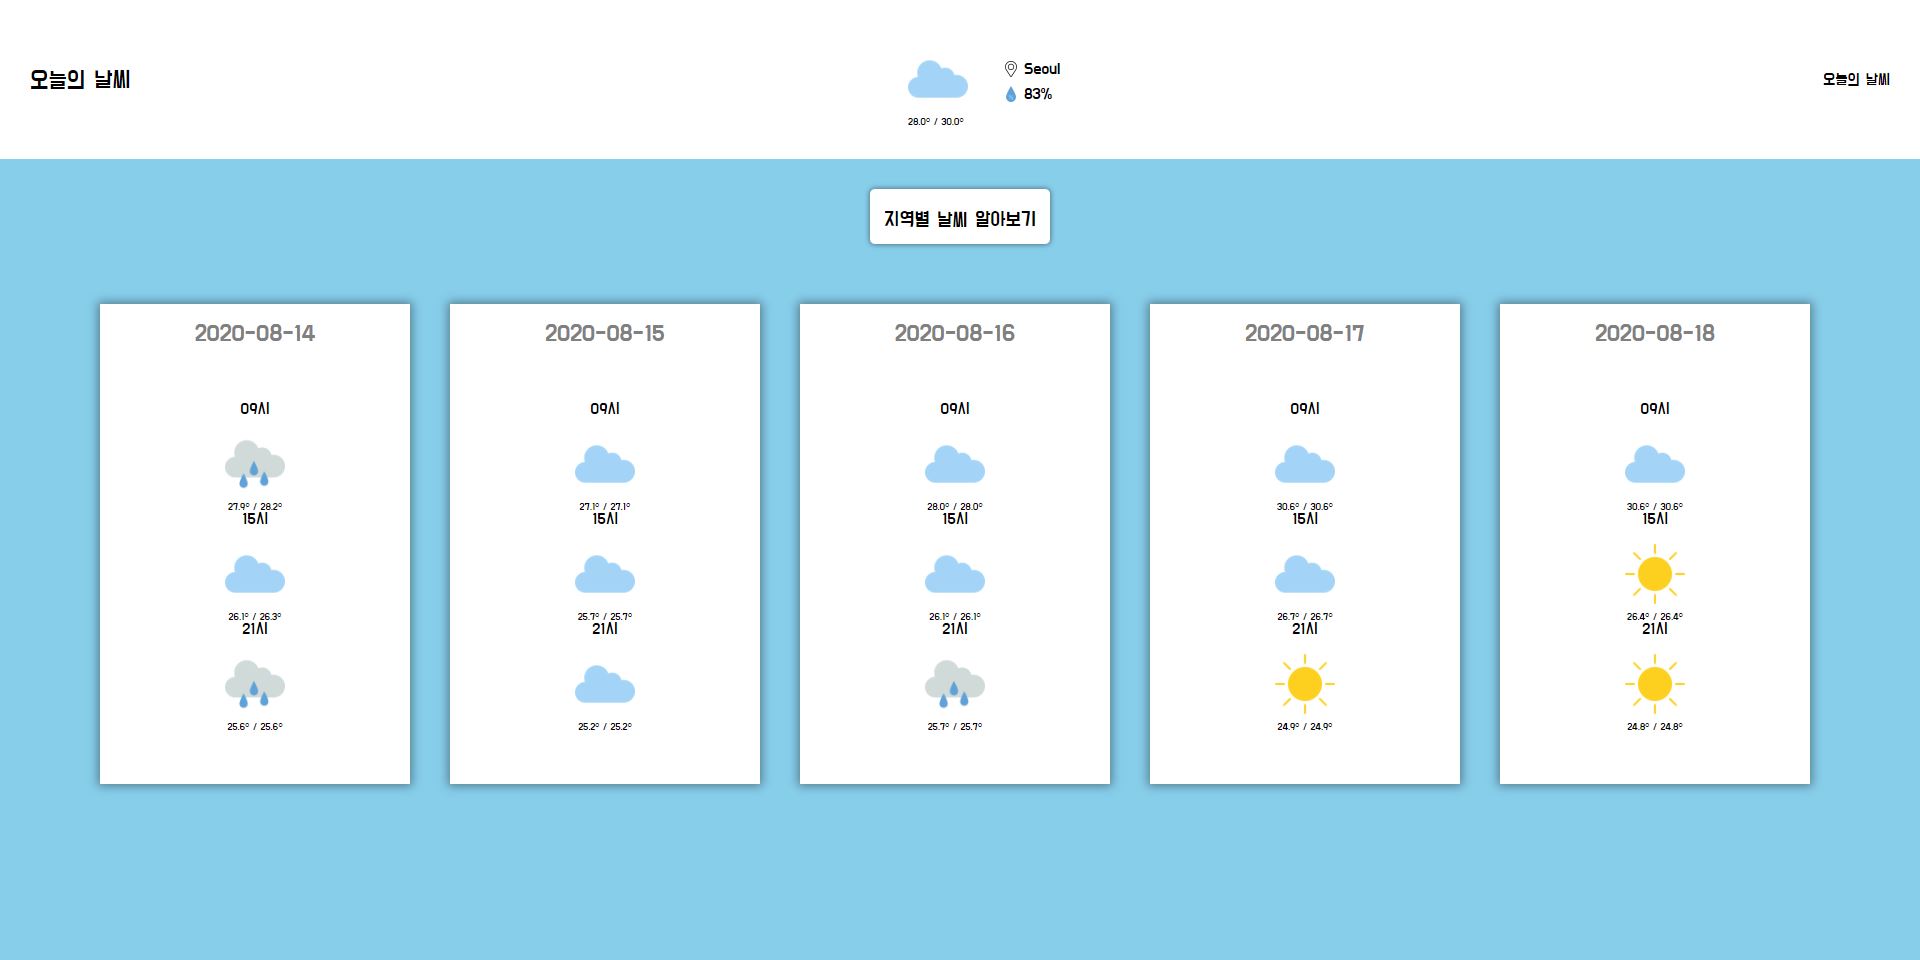 오늘의 날씨
Seoul
83%
28.0° / 30.0°
오늘의 날씨
지역별 날씨 알아보기
2020-08-14
09시
27.9° / 28.2°
15시
26.1° / 26.3°
21시
25.6° / 25.6°
2020-08-15
09시
27.1° / 27.1°
15시
25.7° / 25.7°
21시
25.2° / 25.2°
2020-08-16
09시
28.0° / 28.0°
15시
26.1° / 26.1°
21시
25.7° / 25.7°
2020-08-17
09시
30.6° / 30.6°
15시
26.7° / 26.7°
21시
24.9° / 24.9°
2020-08-18
09시
30.6° / 30.6°
15시
26.4° / 26.4°
21시
24.8° / 24.8°